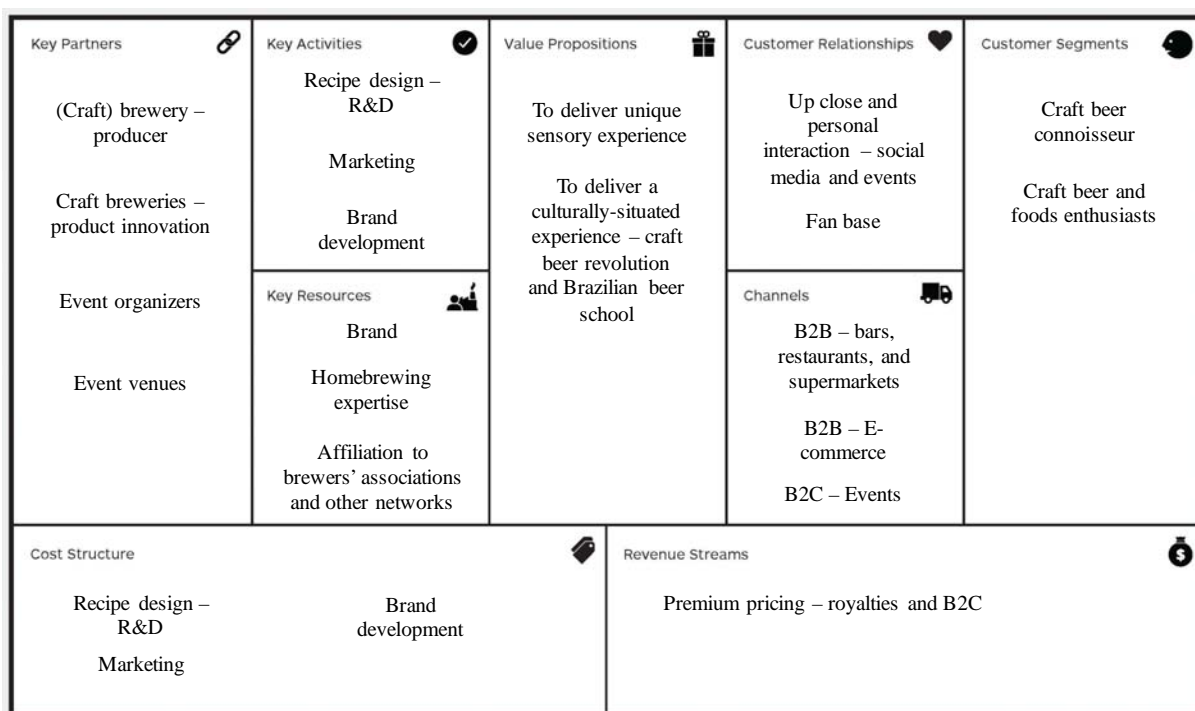 Key Partners
(Craft) brewery –
producer
Craft breweries –
product innovation
Event organizers
Event venues
Key Activities
Recipe design –
R&D
Marketing
Brand
development
Key Resources
Brand
Homebrewing
expertise
Affiliation to
brewers’ associations
and other networks
Value Propositions
To deliver unique
sensory experience
To deliver a
culturally-situated
experience – craft
beer revolution
and Brazilian beer
school
Customer Relationships
Up close and
personal
interaction – social
media and events
Fan base
Channels
B2B – bars,
restaurants, and
supermarkets
B2B – E-
commerce
B2C – Events
Customer Segments
Craft beer
connoisseur
Craft beer and
foods enthusiasts
Cost Structure
Recipe design –
R&D
Marketing
Brand
development
Revenue Streams
$
Premium pricing – royalties and B2C